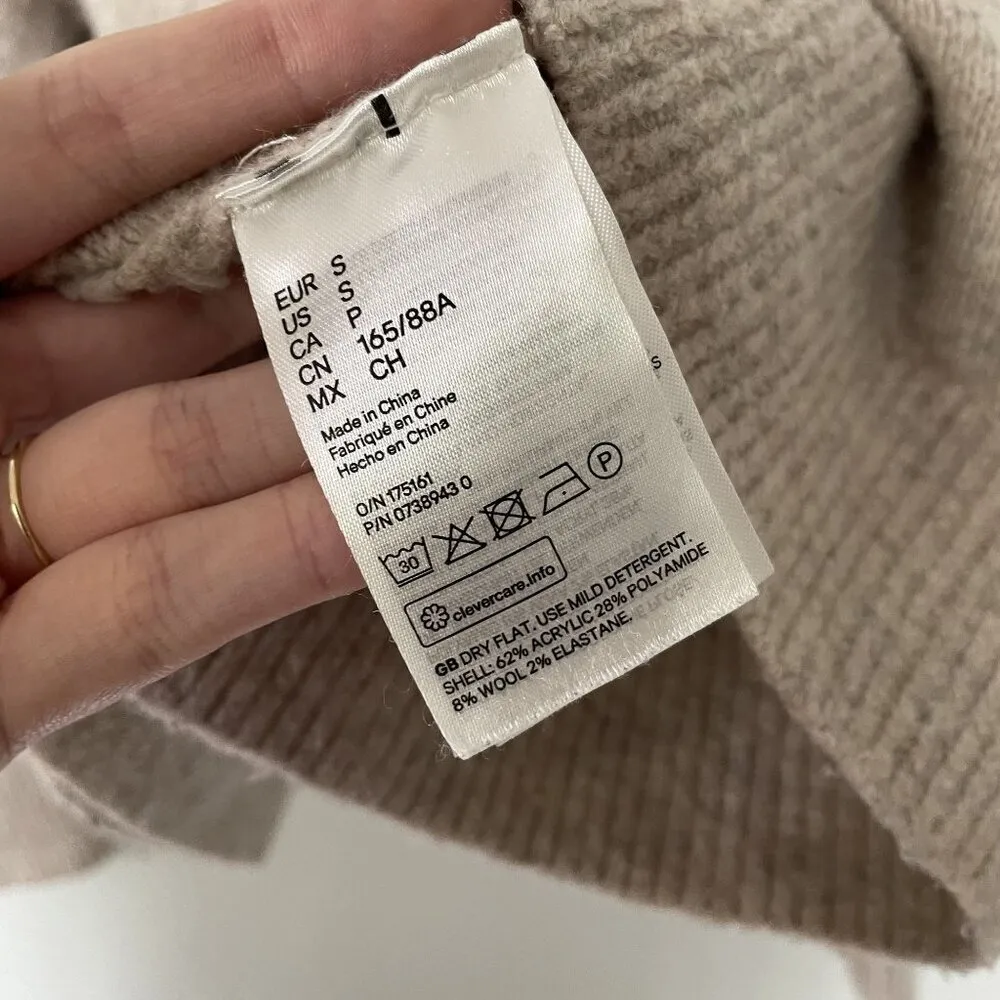 EUR S
US S
CA P
CN 165/88A
MX CH
Made in China
Fabriqué en Chine
Hecho en China
O/N 175161
P/N 0738943 0
30
P
clevercare.info
GB DRY FLAT. USE MILD DETERGENT.
SHELL: 62% ACRYLIC 28% POLYAMIDE
8% WOOL 2% ELASTANE.
S